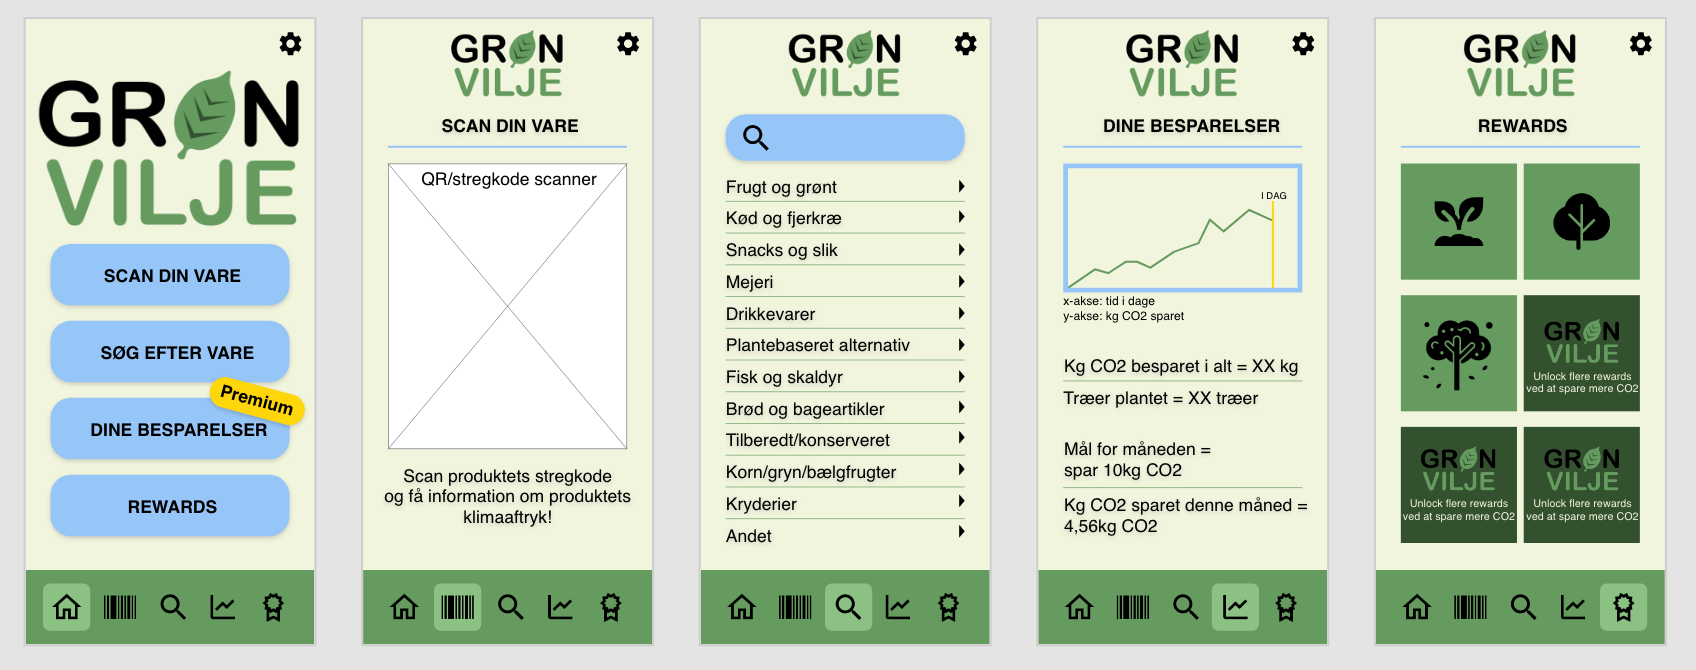 GRØN
VILJE
SCAN DIN VARE
SØG EFTER VARE
Premium
DINE BESPARELSER
REWARDS
GRØN
VILJE
SCAN DIN VARE
QR/stregkode scanner
Scan produktets stregkode
og få information om produktets
klimaaftryk!
GRØN
VILJE
Frugt og grønt
Kød og fjerkræ
Snacks og slik
Mejeri
Drikkevarer
Plantebaseret alternativ
Fisk og skaldyr
Brød og bageartikler
Tilberedt/konserveret
Korn/gryn/bælgfrugter
Kryderier
Andet
GRØN
VILJE
DINE BESPARELSER
I DAG
x-akse: tid i dage
y-akse: kg CO2 sparet
Kg CO2 besparet i alt = XX kg
Træer plantet = XX træer
Mål for måneden =
spar 10kg CO2
Kg CO2 sparet denne måned =
4,56kg CO2
GRØN
VILJE
REWARDS
GRØN
VILJE
Unlock flere rewards
ved at spare mere CO2
GRØN
VILJE
Unlock flere rewards
ved at spare mere CO2
GRØN
VILJE
Unlock flere rewards
ved at spare mere CO2